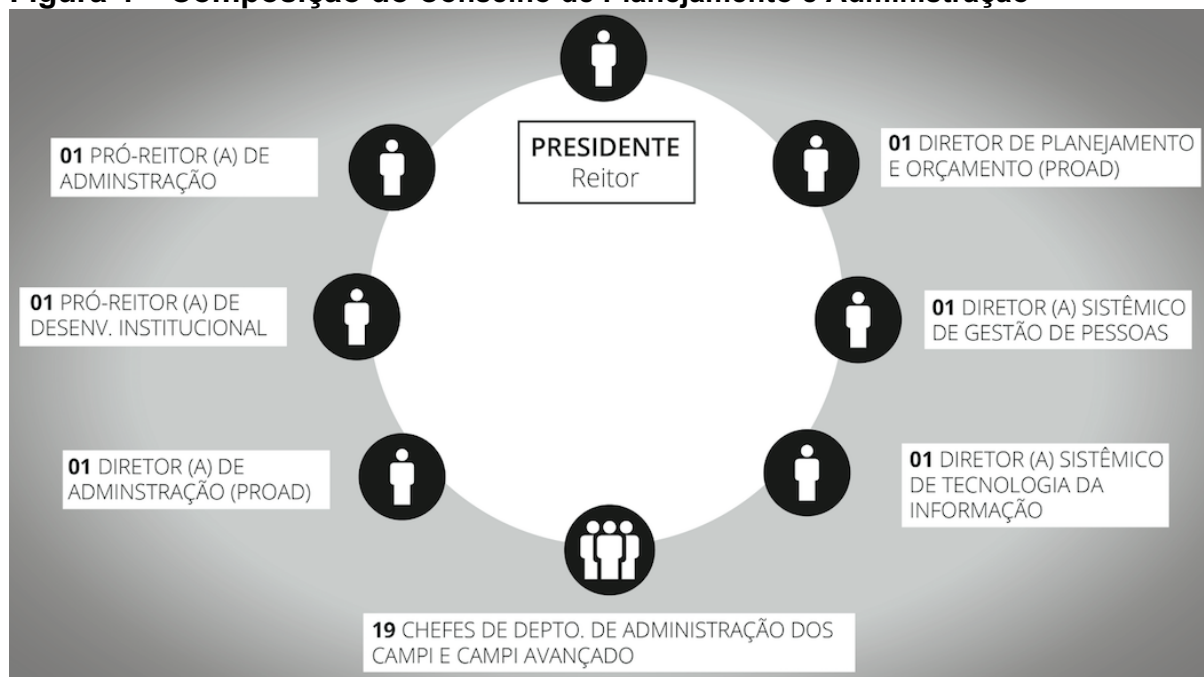 PRESIDENTE
Reitor
01 PRÓ-REITOR (A) DE
ADMINSTRAÇÃO
01 DIRETOR DE PLANEJAMENTO
E ORÇAMENTO (PROAD)
01 PRÓ-REITOR (A) DE
DESENV. INSTITUCIONAL
01 DIRETOR (A) SISTÊMICO
DE GESTÃO DE PESSOAS
01 DIRETOR (A) DE
ADMINSTRAÇÃO (PROAD)
01 DIRETOR (A) SISTÊMICO
DE TECNOLOGIA DA
INFORMAÇÃO
19 CHEFES DE DEPTO. DE ADMINISTRAÇÃO DOS
CAMPI E CAMPI AVANÇADO